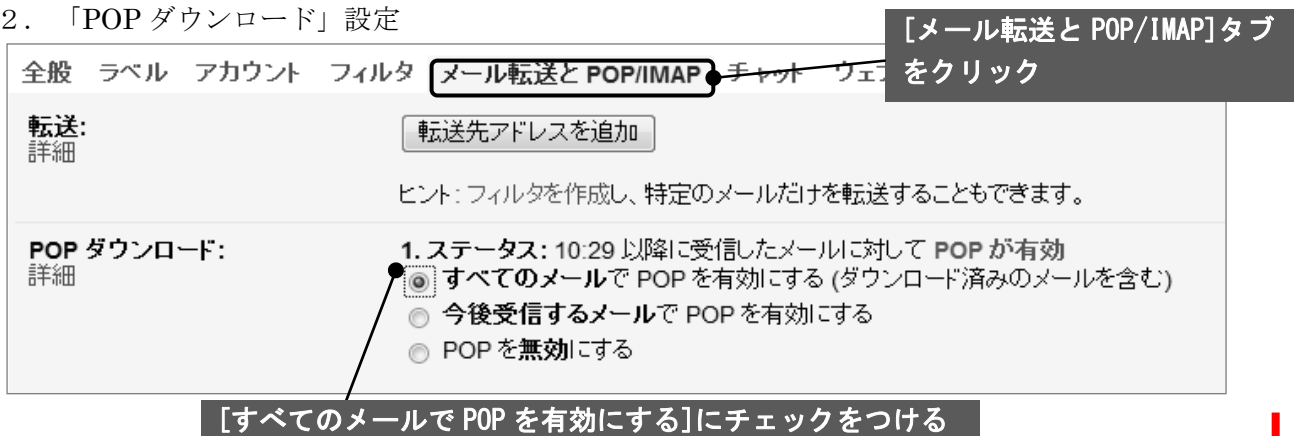 2. 「POP ダウンロード」設定
[メール転送と POP/IMAP]タブ
をクリック
全般 ラベル アカウント フィルタ メール転送と POP/IMAP チャット ウェ
転送:
詳細
転送先アドレスを追加
ヒント: フィルタを作成し、特定のメールだけを転送することもできます。
POP ダウンロード:
詳細
1. ステータス: 10:29 以降に受信したメールに対して POP が有効
すべてのメールで POP を有効にする (ダウンロード済みのメールを含む)
今後受信するメールで POP を有効にする
POP を無効にする
[すべてのメールで POP を有効にする]にチェックをつける